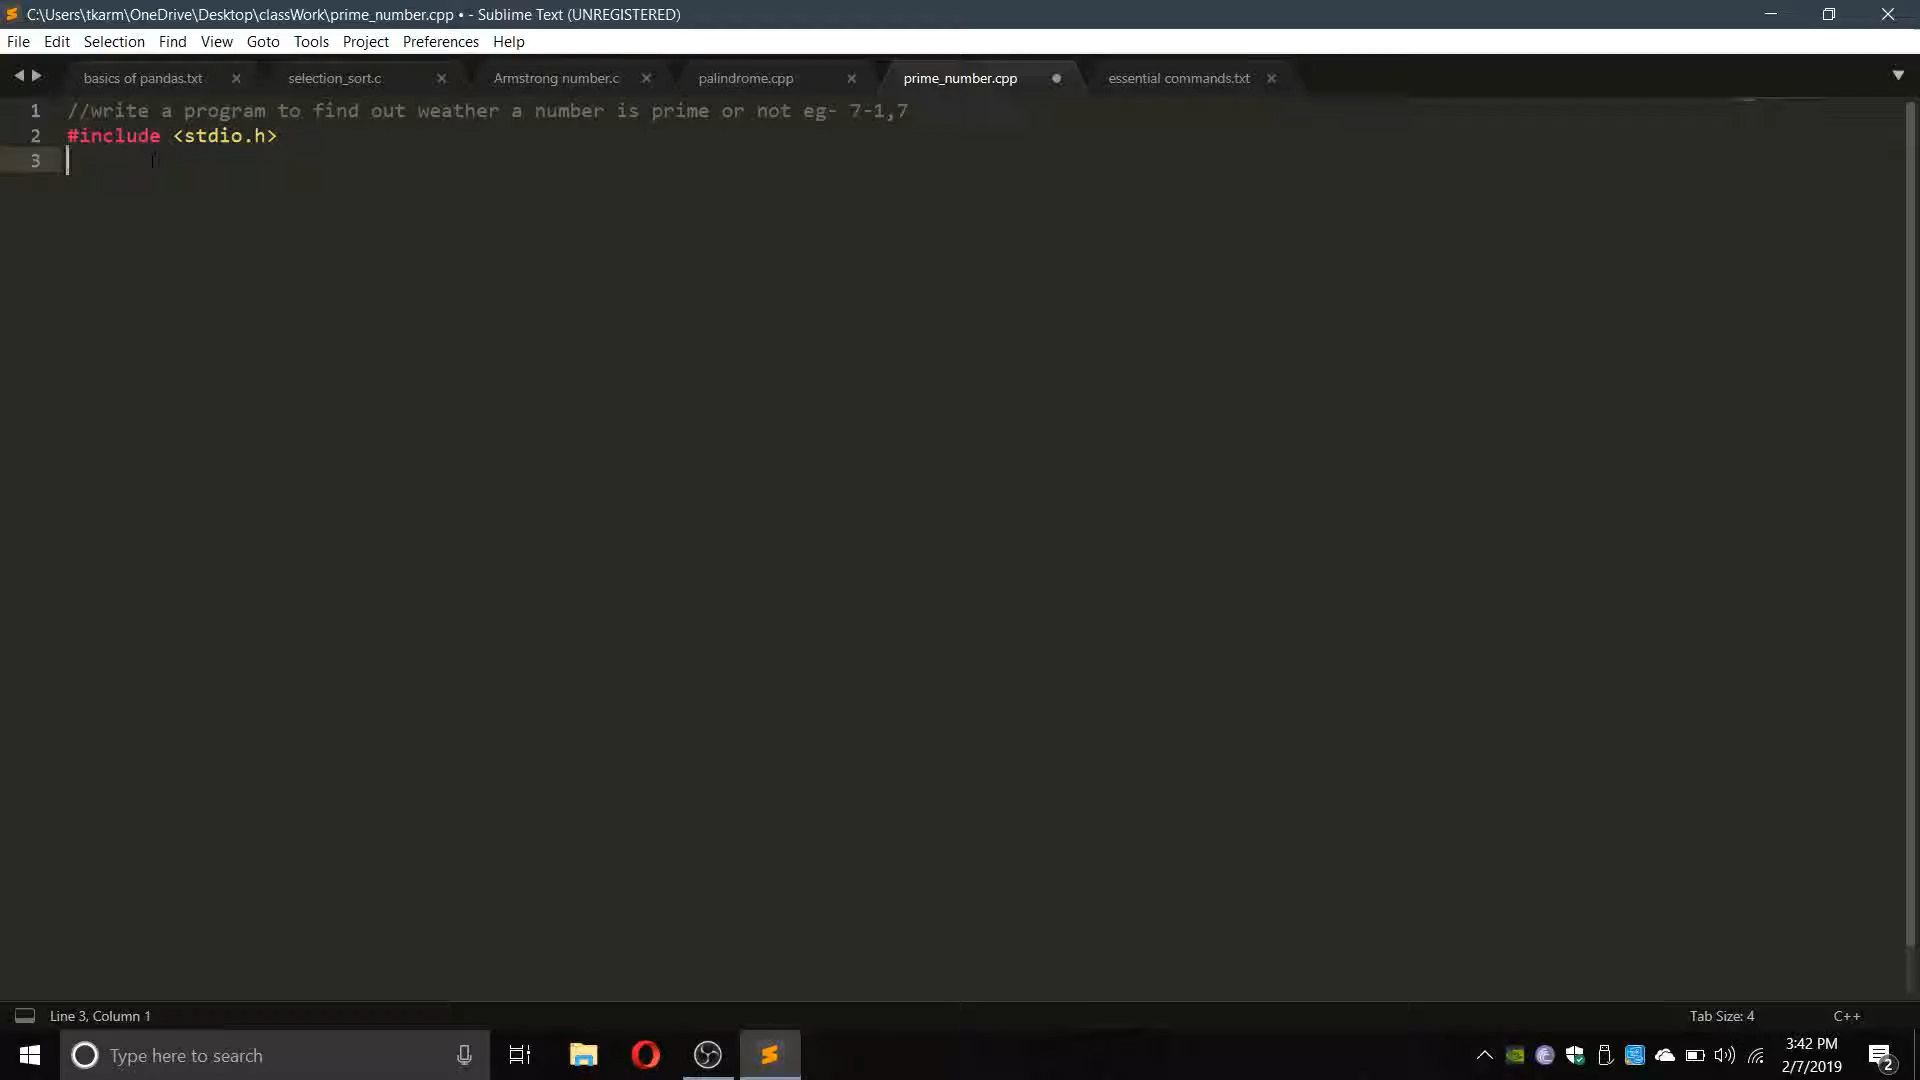 C:\Users\tkarm\OneDrive\Desktop\classWork\prime_number.cpp • - Sublime Text (UNREGISTERED)
File Edit Selection Find View Goto Tools Project Preferences Help
basics of pandas.txt selection_sort.c Armstrong number.c palindrome.cpp prime_number.cpp essential commands.txt
1 //write a program to find out weather a number is prime or not eg- 7-1,7
2 #include <stdio.h>
3
Line 3, Column 1 Tab Size: 4 C++
Type here to search
3:42 PM
2/7/2019
2